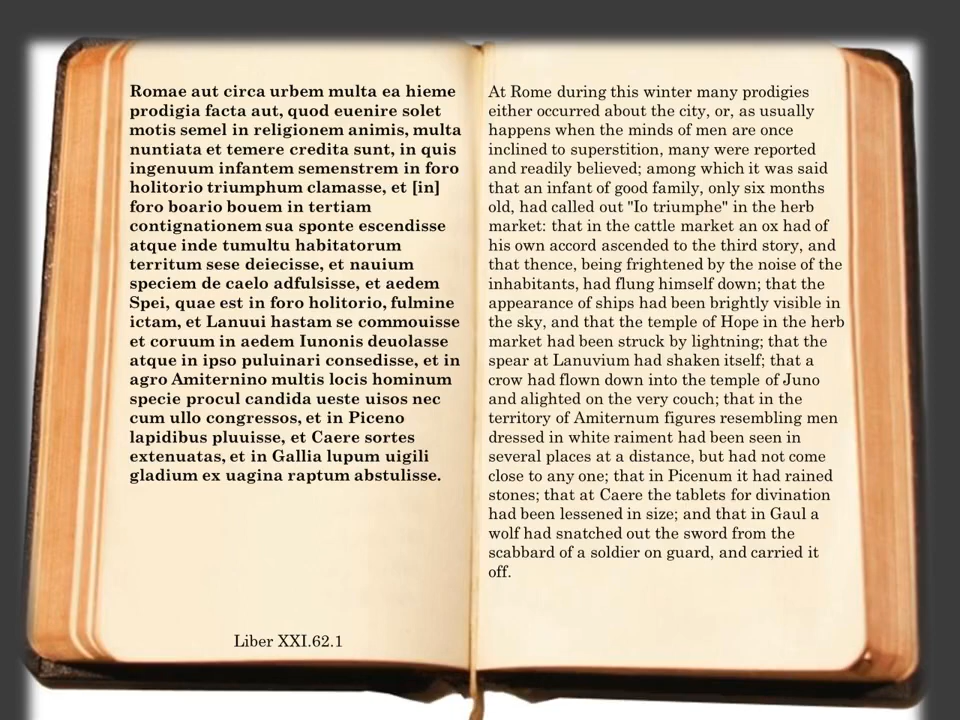 Romae aut circa urbem multa ea hieme
prodigia facta aut, quod euenire solet
motis semel in religionem animis, multa
nuntiata et temere credita sunt, in quis
ingenuum infantem semenstrem in foro
holitorio triumphum clamasse, et [in]
foro boario bouem in tertiam
contignationem sua sponte escendisse
atque inde tumultu habitatorum
territum sese deiecisse, et nauium
speciem de caelo adfulsisse, et aedem
Spei, quae est in foro holitorio, fulmine
ictam, et Lanuui hastam se commouisse
et coruum in aedem Iunonis deuolasse
atque in ipso puluinari consedisse, et in
agro Amiternino multis locis hominum
specie procul candida ueste uisos nec
cum ullo congressos, et in Piceno
lapidibus pluuisse, et Caere sortes
extenuatas, et in Gallia lupum uigili
gladium ex uagina raptum abstulisse.
Liber XXI.62.1
At Rome during this winter many prodigies
either occurred about the city, or, as usually
happens when the minds of men are once
inclined to superstition, many were reported
and readily believed; among which it was said
that an infant of good family, only six months
old, had called out "Io triumphe" in the herb
market: that in the cattle market an ox had of
his own accord ascended to the third story, and
that thence, being frightened by the noise of the
inhabitants, had flung himself down; that the
appearance of ships had been brightly visible in
the sky, and that the temple of Hope in the herb
market had been struck by lightning; that the
spear at Lanuvium had shaken itself; that a
crow had flown down into the temple of Juno
and alighted on the very couch; that in the
territory of Amiternum figures resembling men
dressed in white raiment had been seen in
several places at a distance, but had not come
close to any one; that in Picenum it had rained
stones; that at Caere the tablets for divination
had been lessened in size; and that in Gaul a
wolf had snatched out the sword from the
scabbard of a soldier on guard, and carried it
off.